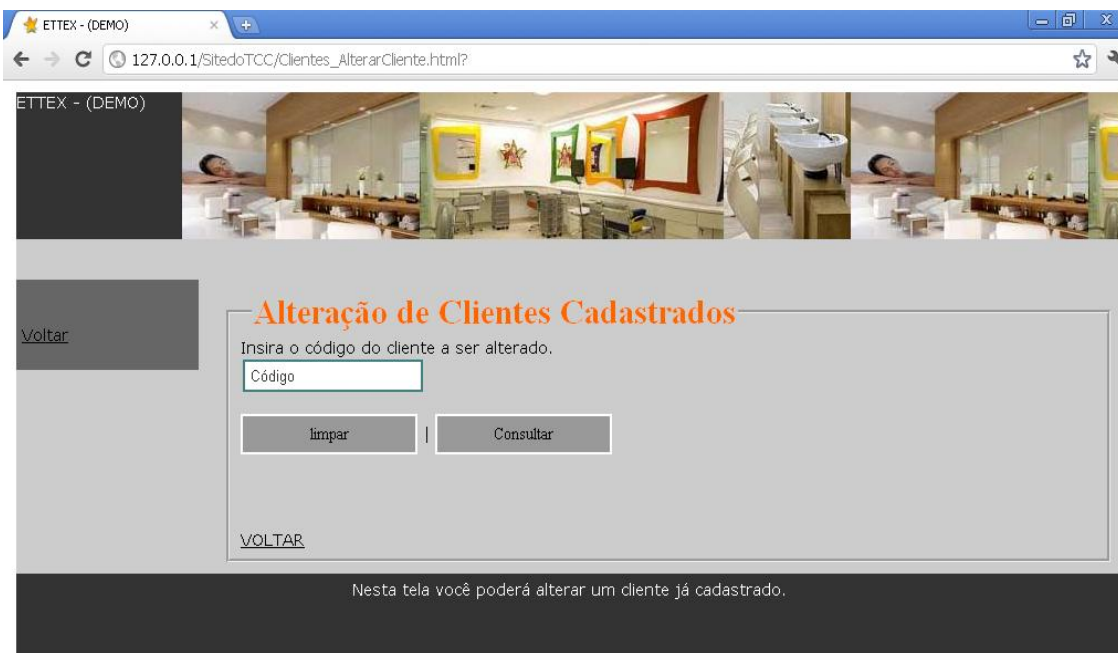 ETTEX - (DEMO)
127.0.0.1/SitedoTCC/Clientes_AlterarCliente.html?
ETTEX - (DEMO)
Voltar
Alteração de Clientes Cadastrados
Insira o código do cliente a ser alterado.
Código
limpar | Consultar
VOLTAR
Nesta tela você poderá alterar um cliente já cadastrado.